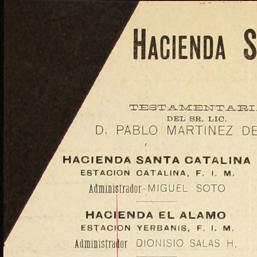 HACIENDA S
TESTAMENTARI
DEL SR. LIC.
D. PABLO MARTINEZ DE
HACIENDA SANTA CATALINA
ESTACION CATALINA, F. I. M.
Administrador-MIGUEL SOTO
HACIENDA EL ALAMO
ESTACION YERBANIS, F. I. M.
Administrador DIONISIO SALAS H,